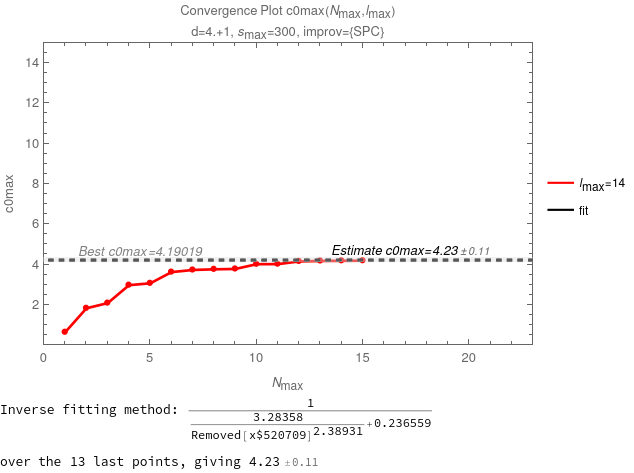 Convergence Plot c0max(Nmax,lmax)
d=4.+1, smax=300, improv={SPC}
14
12
10
8
6
4
2
c0max
Best c0max=4.19019
Estimate c0max=4.23 ±0.11
lmax=14
fit
0 5 10 15 20
Nmax
Inverse fitting method:
1
3.28358
Removed[x$520709]2.38931
+0.236559
over the 13 last points, giving 4.23 ±0.11